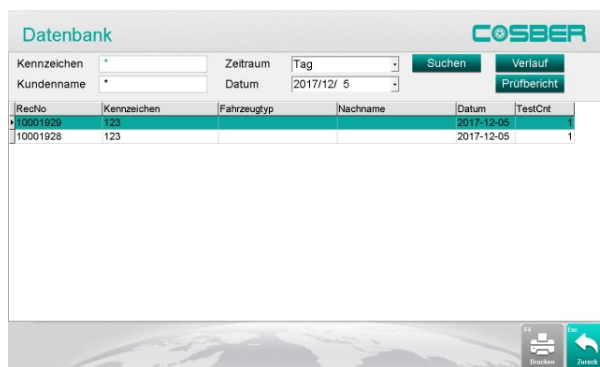 Datenbank COSBER
Kennzeichen * Zeitraum Tag Suchen Verlauf
Kundenname * Datum 2017/12/ 5 Prüfbericht
RecNo Kennzeichen Fahrzeugtyp Nachname Datum TestCnt
10001929 123 2017-12-05 1
10001928 123 2017-12-05 1
F4 Esc
Drucken Zurück